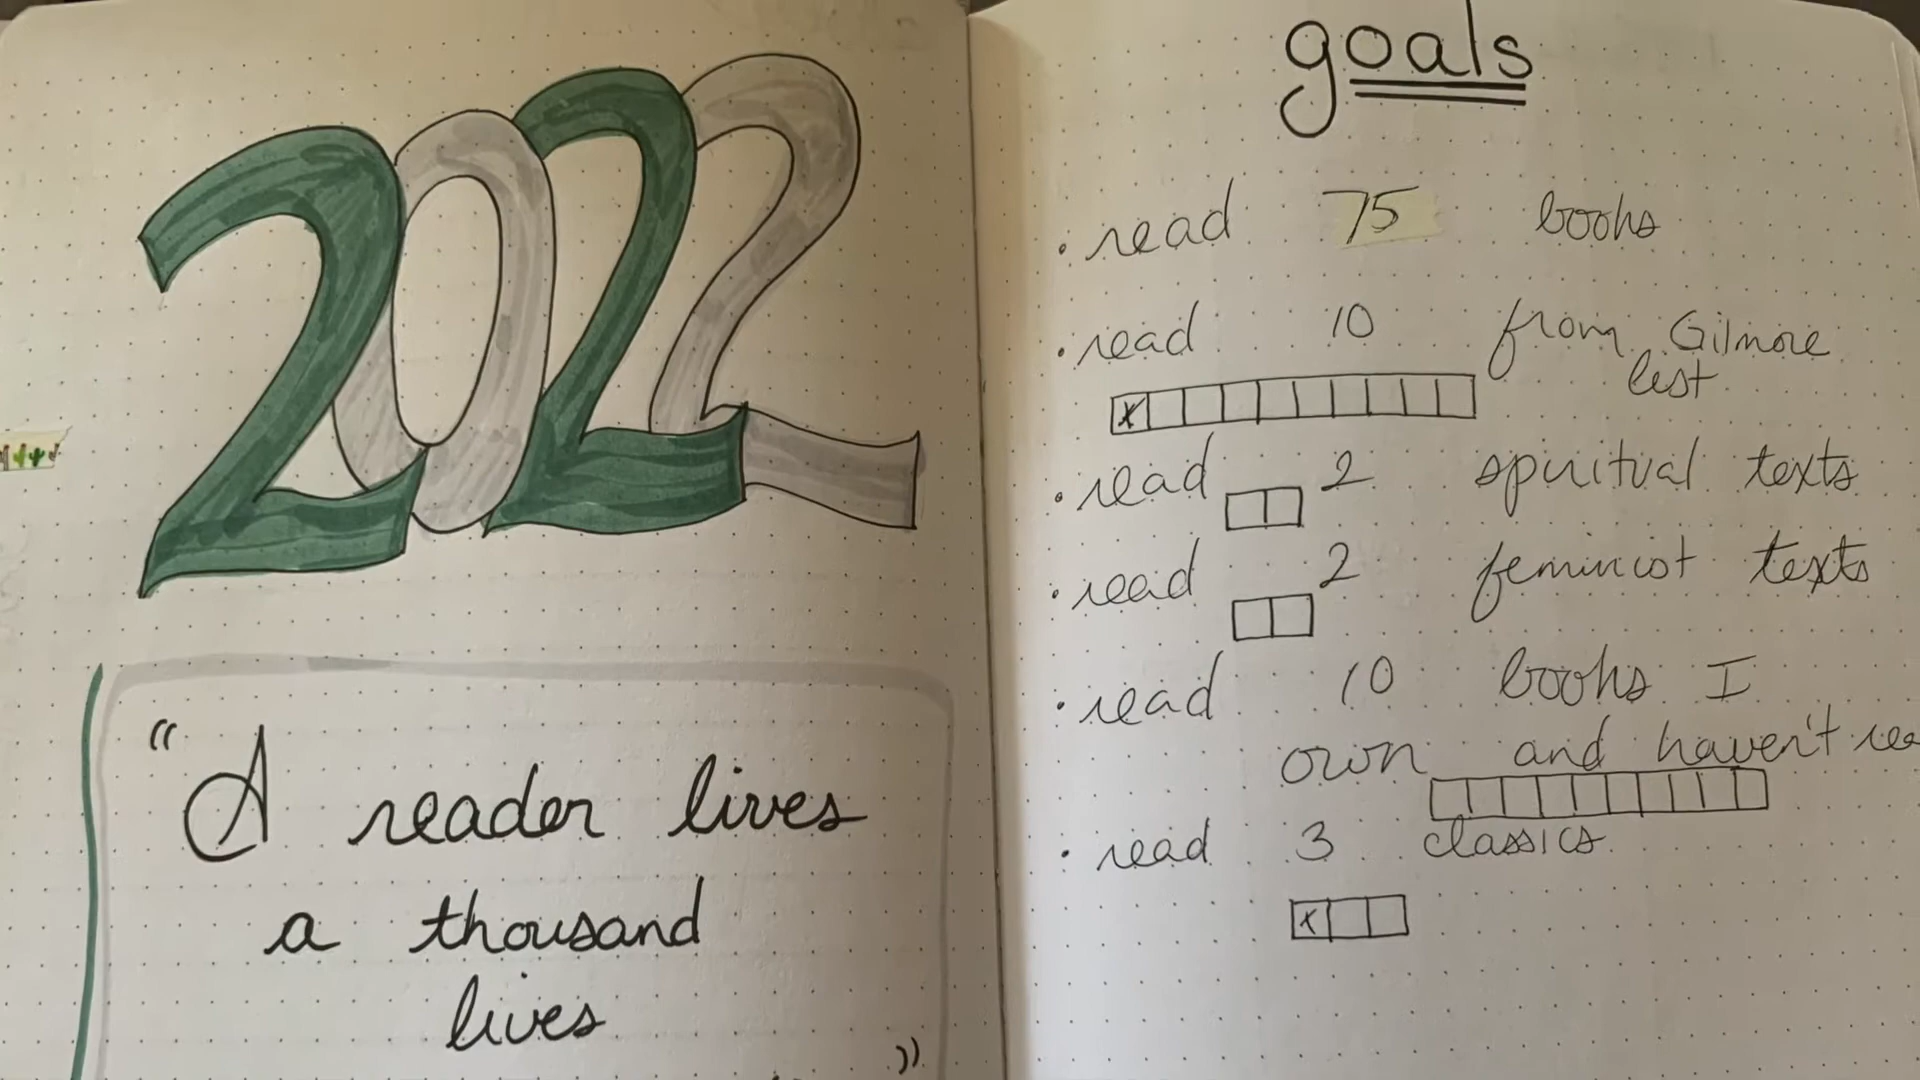 2022
“A reader lives
a thousand
lives”
goals
• read 75 books
• read 10 from Gilmore
list
• read 2 spiritual texts
• read 2 feminist texts
• read 10 books I
own and haven't rea
• read 3 classics